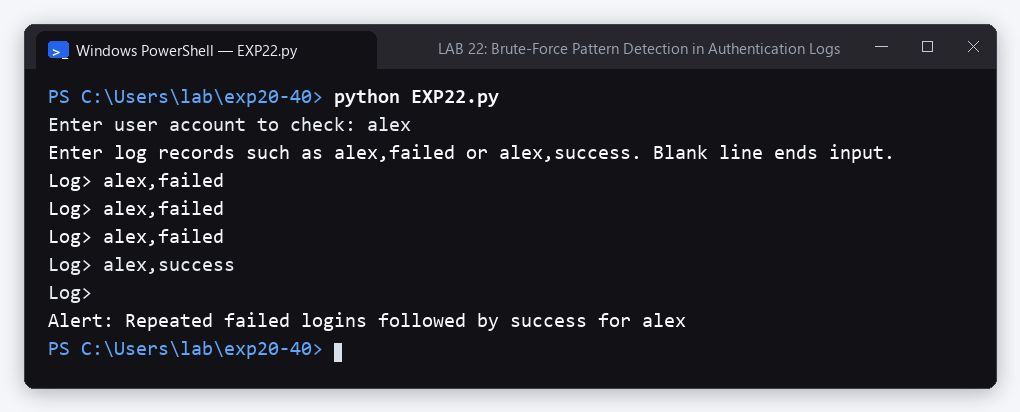 Windows PowerShell — EXP22.py
LAB 22: Brute-Force Pattern Detection in Authentication Logs
PS C:\Users\lab\exp20-40> python EXP22.py
Enter user account to check: alex
Enter log records such as alex,failed or alex,success. Blank line ends input.
Log> alex,failed
Log> alex,failed
Log> alex,failed
Log> alex,success
Log>
Alert: Repeated failed logins followed by success for alex
PS C:\Users\lab\exp20-40>